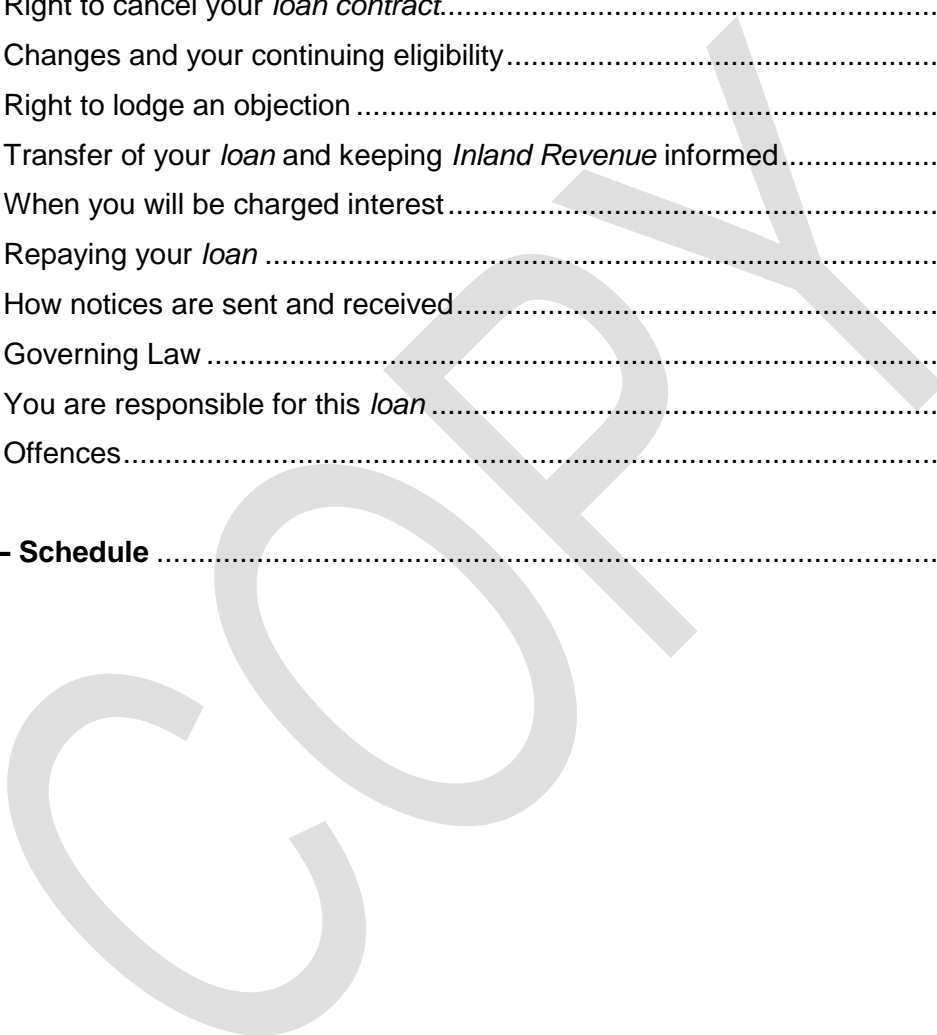 Right to cancel your loan contract................................................................
Changes and your continuing eligibility....................................................
Right to lodge an objection ......................................................................
Transfer of your loan and keeping Inland Revenue informed...................
When you will be charged interest...........................................................
Repaying your loan .................................................................................
How notices are sent and received..........................................................
Governing Law ........................................................................................
You are responsible for this loan .............................................................
Offences..................................................................................................
– Schedule ..............................................................................................
COPY